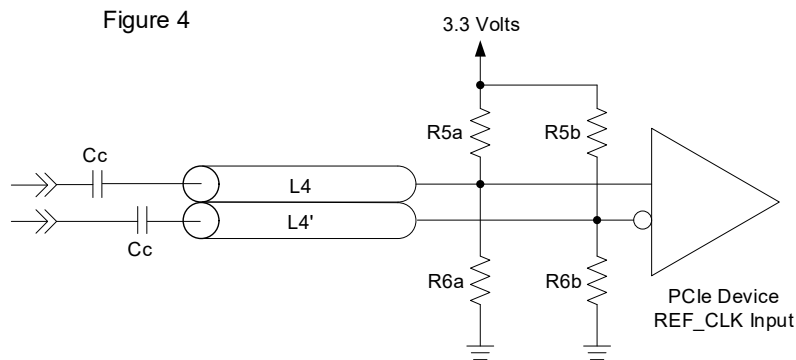 Figure 4
3.3 Volts
R5a
R5b
Cc
L4
L4'
Cc
R6a
R6b
PCIe Device
REF_CLK Input